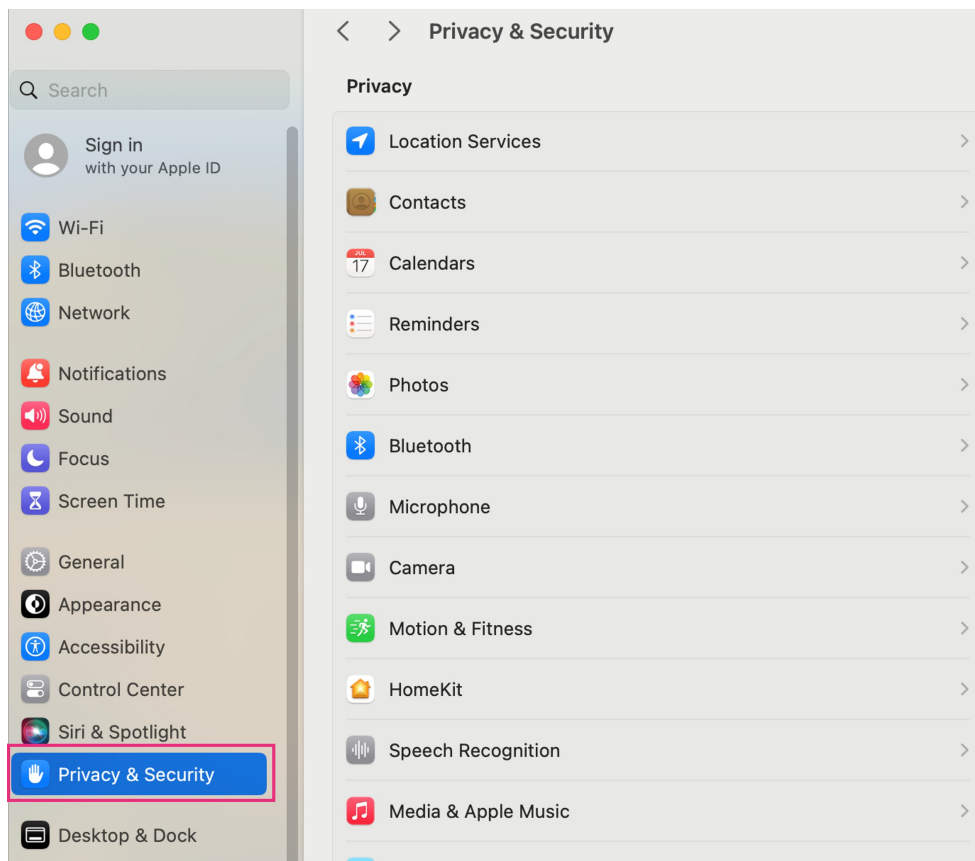 Search
Sign in
with your Apple ID
Wi-Fi
Bluetooth
Network
Notifications
Sound
Focus
Screen Time
General
Appearance
Accessibility
Control Center
Siri & Spotlight
Privacy & Security
Desktop & Dock
Privacy & Security
Privacy
Location Services
Contacts
JUL
17
Calendars
Reminders
Photos
Bluetooth
Microphone
Camera
Motion & Fitness
HomeKit
Speech Recognition
Media & Apple Music